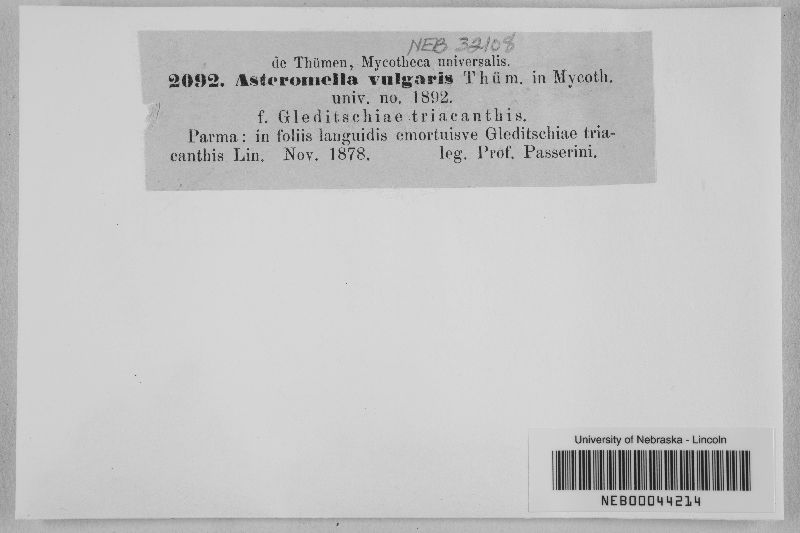 NEB 32108
de Thümen, Mycotheca universalis.
2092. Asteromella vulgaris Thüm. in Mycoth.
univ. no. 1892.
f. Gleditschiae triacanthis.
Parma: in foliis languidis emortuisve Gleditschiae tria-
canthis Lin. Nov. 1878. leg. Prof. Passerini.
University of Nebraska - Lincoln
NEB00044214